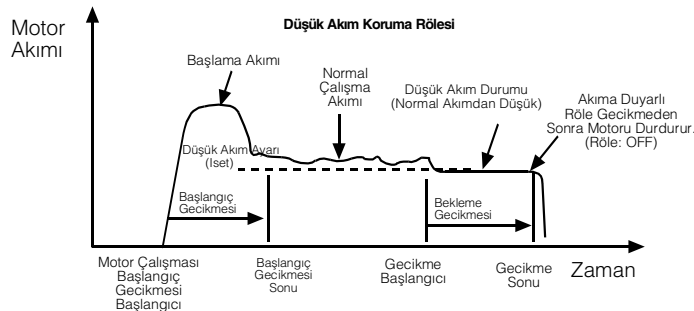 Düşük Akım Koruma Rölesi
Motor
Akımı
Başlama Akımı
Normal
Çalışma
Akımı
Düşük Akım Durumu
(Normal Akımdan Düşük)
Akıma Duyarlı
Röle Gecikmeden
Sonra Motoru Durdurur.
(Röle: OFF)
Düşük Akım Ayarı
(Iset)
Başlangıç
Gecikmesi
Bekleme
Gecikmesi
Motor Çalışması
Başlangıç
Gecikmesi
Başlangıcı
Başlangıç
Gecikmesi
Sonu
Gecikme
Başlangıcı
Gecikme
Sonu
Zaman